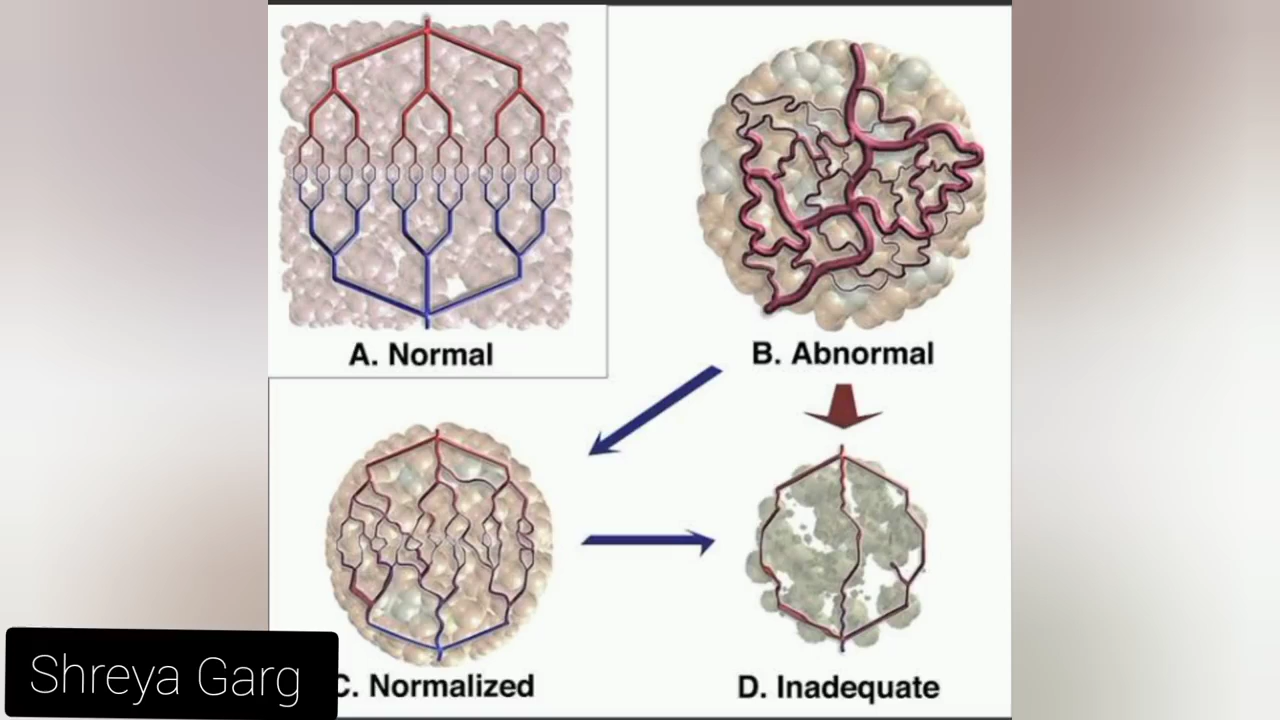 A. Normal
B. Abnormal
C. Normalized
D. Inadequate
Shreya Garg